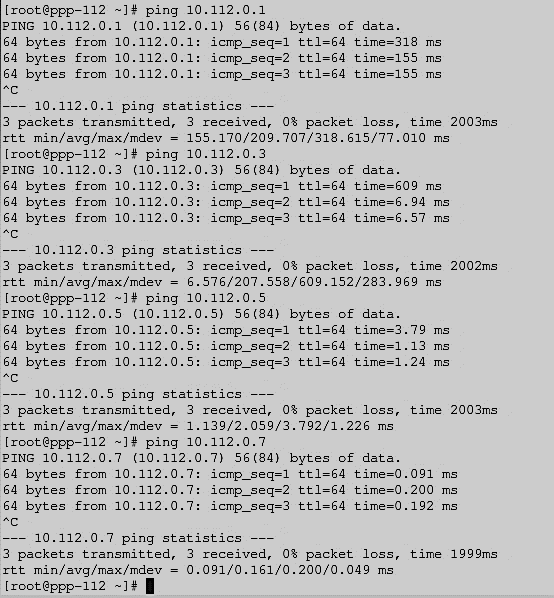 [root@ppp-112 ~]# ping 10.112.0.1
PING 10.112.0.1 (10.112.0.1) 56(84) bytes of data.
64 bytes from 10.112.0.1: icmp_seq=1 ttl=64 time=318 ms
64 bytes from 10.112.0.1: icmp_seq=2 ttl=64 time=155 ms
64 bytes from 10.112.0.1: icmp_seq=3 ttl=64 time=155 ms
^C
--- 10.112.0.1 ping statistics ---
3 packets transmitted, 3 received, 0% packet loss, time 2003ms
rtt min/avg/max/mdev = 155.170/209.707/318.615/77.010 ms
[root@ppp-112 ~]# ping 10.112.0.3
PING 10.112.0.3 (10.112.0.3) 56(84) bytes of data.
64 bytes from 10.112.0.3: icmp_seq=1 ttl=64 time=609 ms
64 bytes from 10.112.0.3: icmp_seq=2 ttl=64 time=6.94 ms
64 bytes from 10.112.0.3: icmp_seq=3 ttl=64 time=6.57 ms
^C
--- 10.112.0.3 ping statistics ---
3 packets transmitted, 3 received, 0% packet loss, time 2002ms
rtt min/avg/max/mdev = 6.576/207.558/609.152/283.969 ms
[root@ppp-112 ~]# ping 10.112.0.5
PING 10.112.0.5 (10.112.0.5) 56(84) bytes of data.
64 bytes from 10.112.0.5: icmp_seq=1 ttl=64 time=3.79 ms
64 bytes from 10.112.0.5: icmp_seq=2 ttl=64 time=1.13 ms
64 bytes from 10.112.0.5: icmp_seq=3 ttl=64 time=1.24 ms
^C
--- 10.112.0.5 ping statistics ---
3 packets transmitted, 3 received, 0% packet loss, time 2003ms
rtt min/avg/max/mdev = 1.139/2.059/3.792/1.226 ms
[root@ppp-112 ~]# ping 10.112.0.7
PING 10.112.0.7 (10.112.0.7) 56(84) bytes of data.
64 bytes from 10.112.0.7: icmp_seq=1 ttl=64 time=0.091 ms
64 bytes from 10.112.0.7: icmp_seq=2 ttl=64 time=0.200 ms
64 bytes from 10.112.0.7: icmp_seq=3 ttl=64 time=0.192 ms
^C
--- 10.112.0.7 ping statistics ---
3 packets transmitted, 3 received, 0% packet loss, time 1999ms
rtt min/avg/max/mdev = 0.091/0.161/0.200/0.049 ms
[root@ppp-112 ~]#